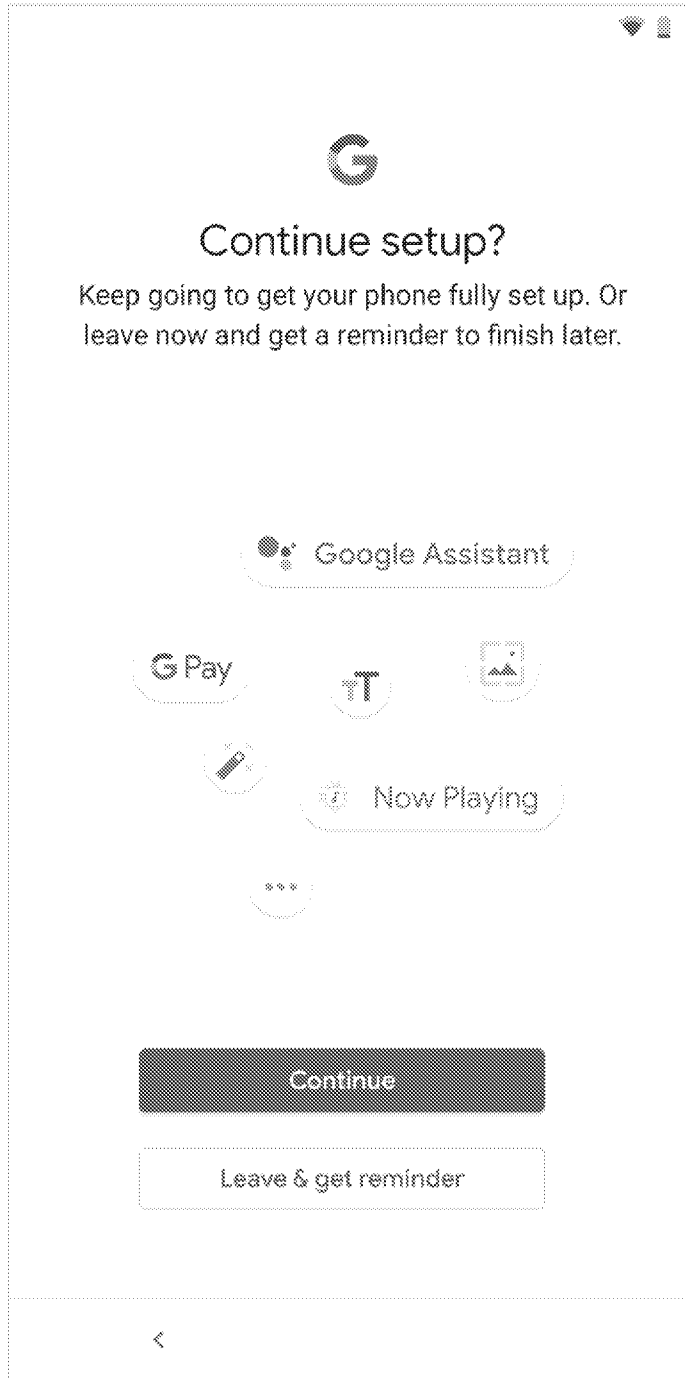 Continue setup?
Keep going to get your phone fully set up. Or
leave now and get a reminder to finish later.
Google Assistant
G Pay
TT
Now Playing
Continue
Leave & get reminder